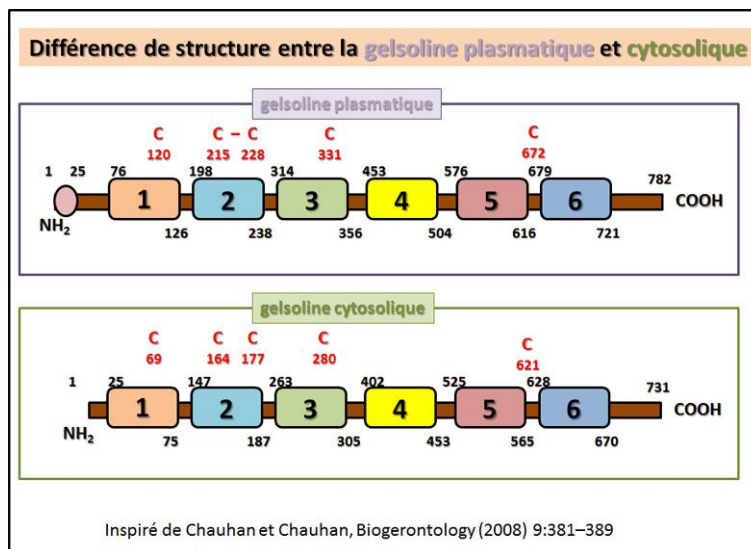 Différence de structure entre la gelsoline plasmatique et cytosolique
gelsoline plasmatique
C C – C C C
120 215 228 331 672
1 25 76 198 314 453 576 679 782
1 2 3 4 5 6 COOH
NH2
126 238 356 504 616 721
gelsoline cytosolique
C C C C C
69 164 177 280 621
1 25 147 263 402 525 628 731
1 2 3 4 5 6 COOH
NH2
75 187 305 453 565 670
Inspiré de Chauhan et Chauhan, Biogerontology (2008) 9:381–389